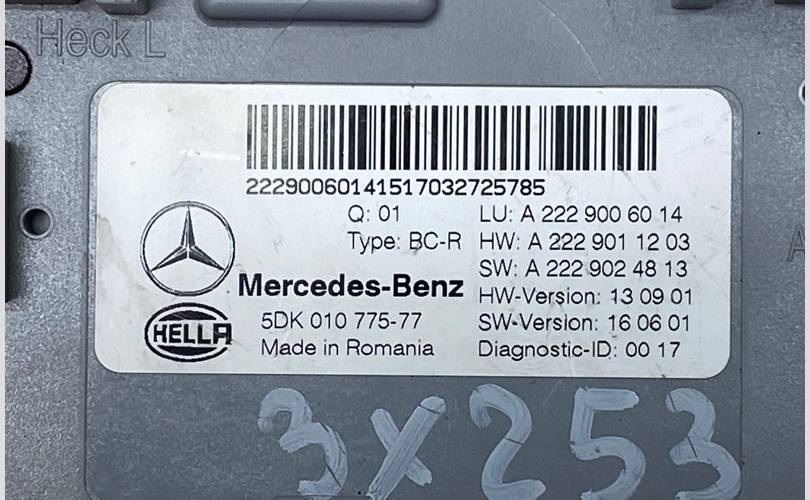 Heck L
22290060141517032725785
Q: 01
LU: A 222 900 60 14
Type: BC-R
HW: A 222 901 12 03
SW: A 222 902 48 13
Mercedes-Benz
HW-Version: 13 09 01
HELLA
5DK 010 775-77
SW-Version: 16 06 01
Made in Romania
Diagnostic-ID: 00 17
3X253